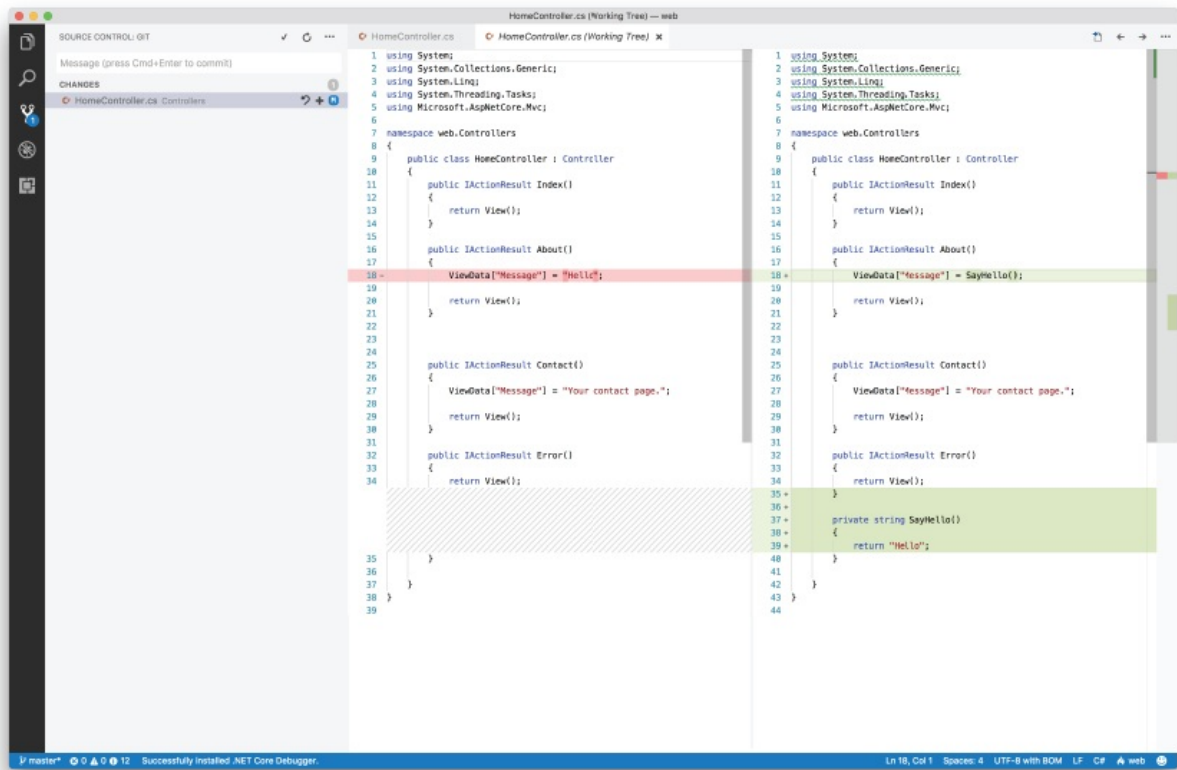 HomeController.cs (Working Tree) — web
SOURCE CONTROL: GIT
Message (press Cmd+Enter to commit)
CHANGES 1
HomeController.cs Controllers M
1
HomeController.cs
HomeController.cs (Working Tree)
1 using System;
2 using System.Collections.Generic;
3 using System.Linq;
4 using System.Threading.Tasks;
5 using Microsoft.AspNetCore.Mvc;
6
7 namespace web.Controllers
8 {
9 public class HomeController : Controller
10 {
11 public IActionResult Index()
12 {
13 return View();
14 }
15
16 public IActionResult About()
17 {
18 - ViewData["Message"] = "Hello";
19
20 return View();
21 }
22
23
24
25 public IActionResult Contact()
26 {
27 ViewData["Message"] = "Your contact page.";
28
29 return View();
30 }
31
32 public IActionResult Error()
33 {
34 return View();
35 }
36
37 }
38 }
39
1 using System;
2 using System.Collections.Generic;
3 using System.Linq;
4 using System.Threading.Tasks;
5 using Microsoft.AspNetCore.Mvc;
6
7 namespace web.Controllers
8 {
9 public class HomeController : Controller
10 {
11 public IActionResult Index()
12 {
13 return View();
14 }
15
16 public IActionResult About()
17 {
18 + ViewData["Message"] = SayHello();
19
20 return View();
21 }
22
23
24
25 public IActionResult Contact()
26 {
27 ViewData["Message"] = "Your contact page.";
28
29 return View();
30 }
31
32 public IActionResult Error()
33 {
34 return View();
35 + }
36 +
37 + private string SayHello()
38 + {
39 + return "Hello";
40 }
41
42 }
43 }
44
master* 0 0 12 Successfully installed .NET Core Debugger.
Ln 18, Col 1 Spaces: 4 UTF-8 with BOM LF C# web